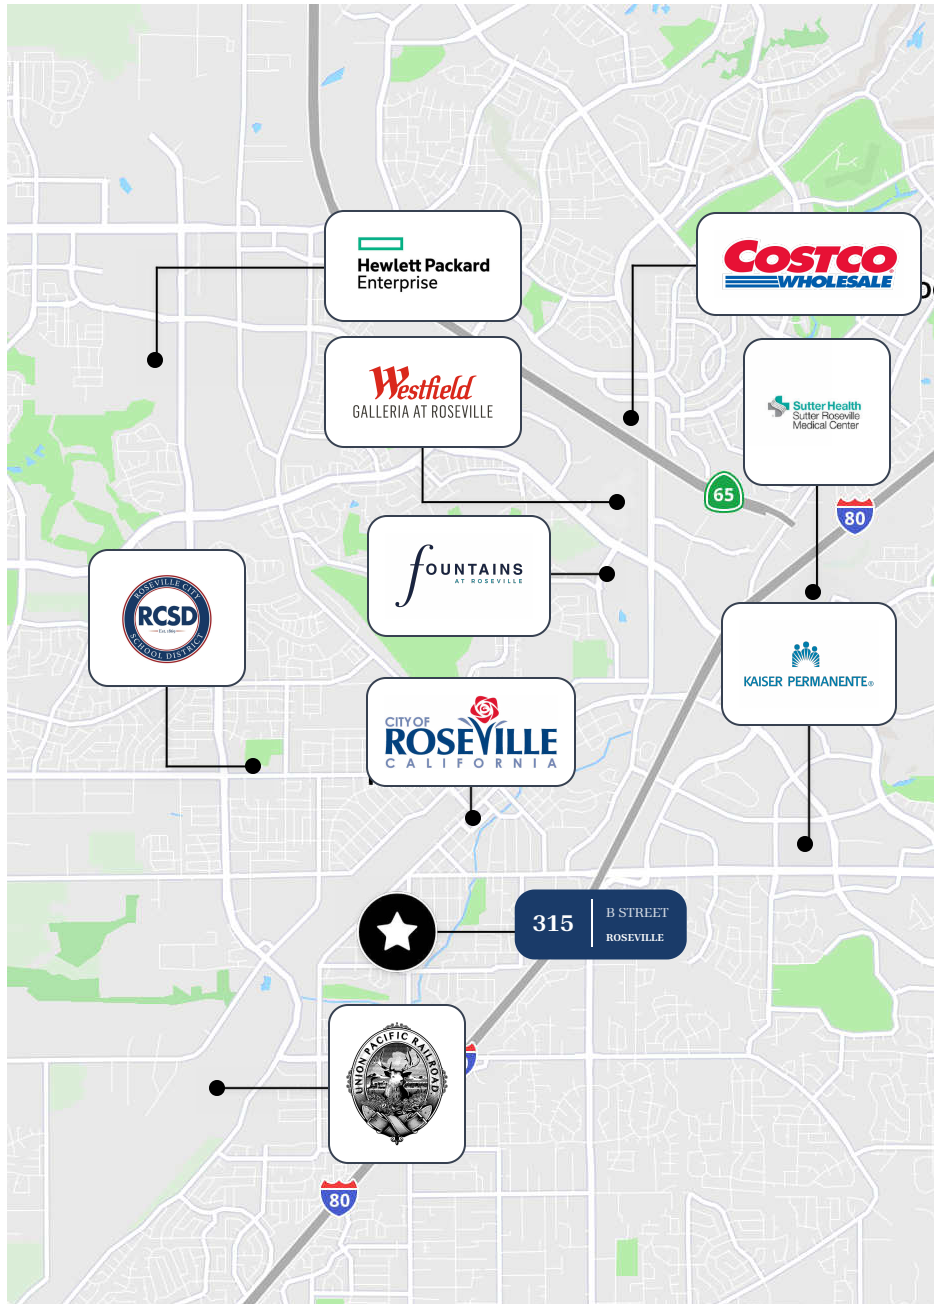 Hewlett Packard
Enterprise
COSTCO
WHOLESALE
Westfield
GALLERIA AT ROSEVILLE
Sutter Health
Sutter Roseville
Medical Center
65
80
FOUNTAINS
AT ROSEVILLE
ROSEVILLE CITY
RCSD
Est. 1869
SCHOOL DISTRICT
KAISER PERMANENTE®
CITY OF
ROSEVILLE
CALIFORNIA
315
B STREET
ROSEVILLE
UNION PACIFIC RAILROAD
80